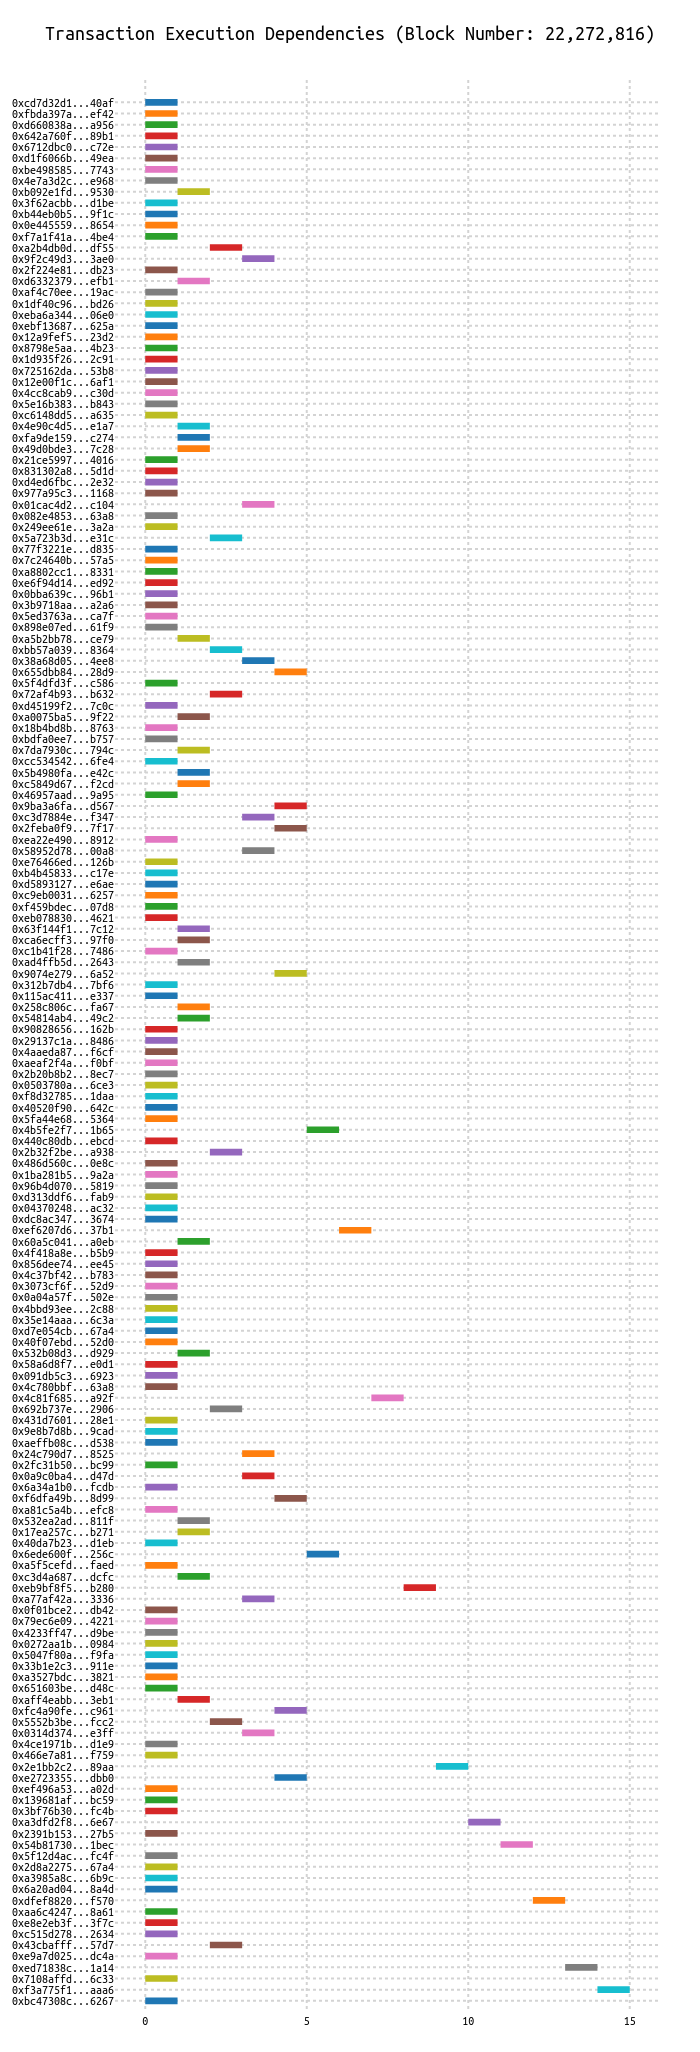 Transaction Execution Dependencies (Block Number: 22,272,816)
0xcd7d32d1...40af
0xfbda397a...ef42
0xd660838a...a956
0x642a760f...89b1
0x6712dbc0...c72e
0xd1f6066b...49ea
0xbe498585...7743
0x4e7a3d2c...e968
0xb092e1fd...9530
0x3f62acbb...d1be
0xb44eb0b5...9f1c
0x0e445559...8654
0xf7a1f41a...4be4
0xa2b4db0d...df55
0x9f2c49d3...3ae0
0x2f224e81...db23
0xd6332379...efb1
0xaf4c70ee...19ac
0x1df40c96...bd26
0xeba6a344...06e0
0xebf13687...625a
0x12a9fef5...23d2
0x8798e5aa...4b23
0x1d935f26...2c91
0x725162da...53b8
0x12e00f1c...6af1
0x4cc8cab9...c30d
0x5e16b383...b843
0xc6148dd5...a635
0x4e90c4d5...e1a7
0xfa9de159...c274
0x49d0bde3...7c28
0x21ce5997...4016
0x831302a8...5d1d
0xd4ed6fbc...2e32
0x977a95c3...1168
0x01cac4d2...c104
0x082e4853...63a8
0x249ee61e...3a2a
0x5a723b3d...e31c
0x77f3221e...d835
0x7c24640b...57a5
0xa8802cc1...8331
0xe6f94d14...ed92
0x0bba639c...96b1
0x3b9718aa...a2a6
0x5ed3763a...ca7f
0x898e07ed...61f9
0xa5b2bb78...ce79
0xbb57a039...8364
0x38a68d05...4ee8
0x655dbb84...28d9
0x5f4dfd3f...c586
0x72af4b93...b632
0xd45199f2...7c0c
0xa0075ba5...9f22
0x18b4bd8b...8763
0xbdfa0ee7...b757
0x7da7930c...794c
0xcc534542...6fe4
0x5b4980fa...e42c
0xc5849d67...f2cd
0x46957aad...9a95
0x9ba3a6fa...d567
0xc3d7884e...f347
0x2feba0f9...7f17
0xea22e490...8912
0x58952d78...00a8
0xe76466ed...126b
0xb4b45833...c17e
0xd5893127...e6ae
0xc9eb0031...6257
0xf459bdec...07d8
0xeb078830...4621
0x63f144f1...7c12
0xca6ecff3...97f0
0xc1b41f28...7486
0xad4ffb5d...2643
0x9074e279...6a52
0x312b7db4...7bf6
0x115ac411...e337
0x258c806c...fa67
0x54814ab4...49c2
0x90828656...162b
0x29137c1a...8486
0x4aaeda87...f6cf
0xaeaf2f4a...f0bf
0x2b20b8b2...8ec7
0x0503780a...6ce3
0xf8d32785...1daa
0x40520f90...642c
0x5fa44e68...5364
0x4b5fe2f7...1b65
0x440c80db...ebcd
0x2b32f2be...a938
0x486d560c...0e8c
0x1ba281b5...9a2a
0x96b4d070...5819
0xd313ddf6...fab9
0x04370248...ac32
0xdc8ac347...3674
0xef6207d6...37b1
0x60a5c041...a0eb
0x4f418a8e...b5b9
0x856dee74...ee45
0x4c37bf42...b783
0x3073cf6f...52d9
0x0a04a57f...502e
0x4bbd93ee...2c88
0x35e14aaa...6c3a
0xd7e054cb...67a4
0x40f07ebd...52d0
0x532b08d3...d929
0x58a6d8f7...e0d1
0x091db5c3...6923
0x4c780bbf...63a8
0x4c81f685...a92f
0x692b737e...2906
0x431d7601...28e1
0x9e8b7d8b...9cad
0xaeffb08c...d538
0x24c790d7...8525
0x2fc31b50...bc99
0x0a9c0ba4...d47d
0x6a34a1b0...fcdb
0xf6dfa49b...8d99
0xa81c5a4b...efc8
0x532ea2ad...811f
0x17ea257c...b271
0x40da7b23...d1eb
0x6ede600f...256c
0xa5f5cefd...faed
0xc3d4a687...dcfc
0xeb9bf8f5...b280
0xa77af42a...3336
0x0f01bce2...db42
0x79ec6e09...4221
0x4233ff47...d9be
0x0272aa1b...0984
0x5047f80a...f9fa
0x33b1e2c3...911e
0xa3527bdc...3821
0x651603be...d48c
0xaff4eabb...3eb1
0xfc4a90fe...c961
0x5552b3be...fcc2
0x0314d374...e3ff
0x4ce1971b...d1e9
0x466e7a81...f759
0x2e1bb2c2...89aa
0xe2723355...dbb0
0xef496a53...a02d
0x139681af...bc59
0x3bf76b30...fc4b
0xa3dfd2f8...6e67
0x2391b153...27b5
0x54b81730...1bec
0x5f12d4ac...fc4f
0x2d8a2275...67a4
0xa3985a8c...6b9c
0x6a20ad04...8a4d
0xdfef8820...f570
0xaa6c4247...8a61
0xe8e2eb3f...3f7c
0xc515d278...2634
0x43cbafff...57d7
0xe9a7d025...dc4a
0xed71838c...1a14
0x7108affd...6c33
0xf3a775f1...aaa6
0xbc47308c...6267
0 5 10 15